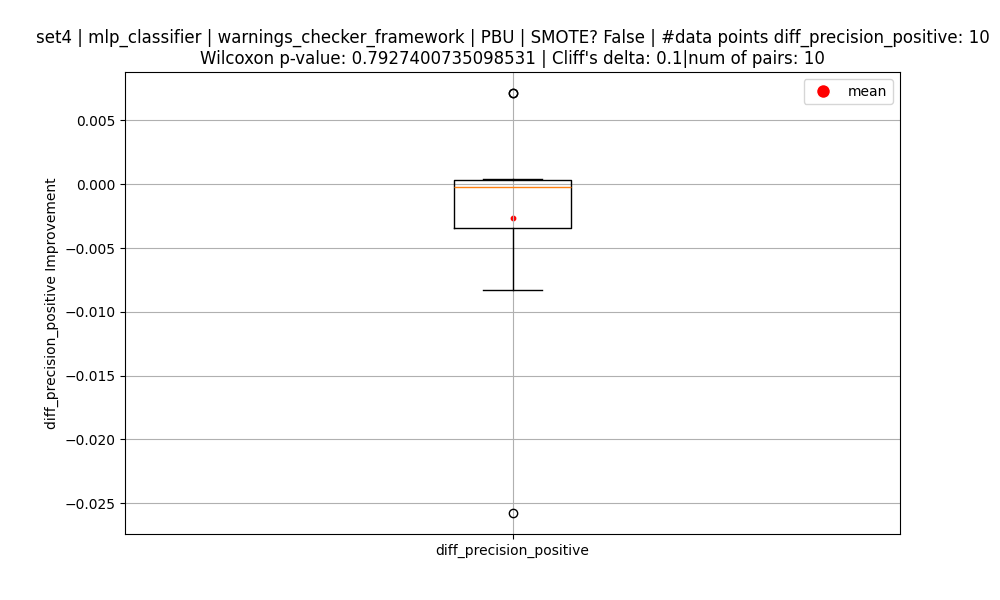 set4 | mlp_classifier | warnings_checker_framework | PBU | SMOTE? False | #data points diff_precision_positive: 10
Wilcoxon p-value: 0.7927400735098531 | Cliff's delta: 0.1|num of pairs: 10
mean
0.005
0.000
−0.005
−0.010
−0.015
−0.020
−0.025
diff_precision_positive Improvement
diff_precision_positive